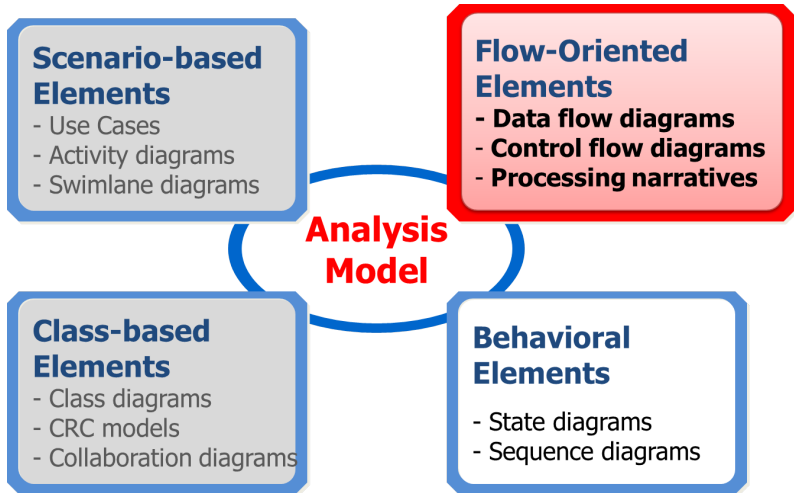 Scenario-based
Elements
- Use Cases
- Activity diagrams
- Swimlane diagrams
Flow-Oriented
Elements
- Data flow diagrams
- Control flow diagrams
- Processing narratives
Analysis
Model
Class-based
Elements
- Class diagrams
- CRC models
- Collaboration diagrams
Behavioral
Elements
- State diagrams
- Sequence diagrams